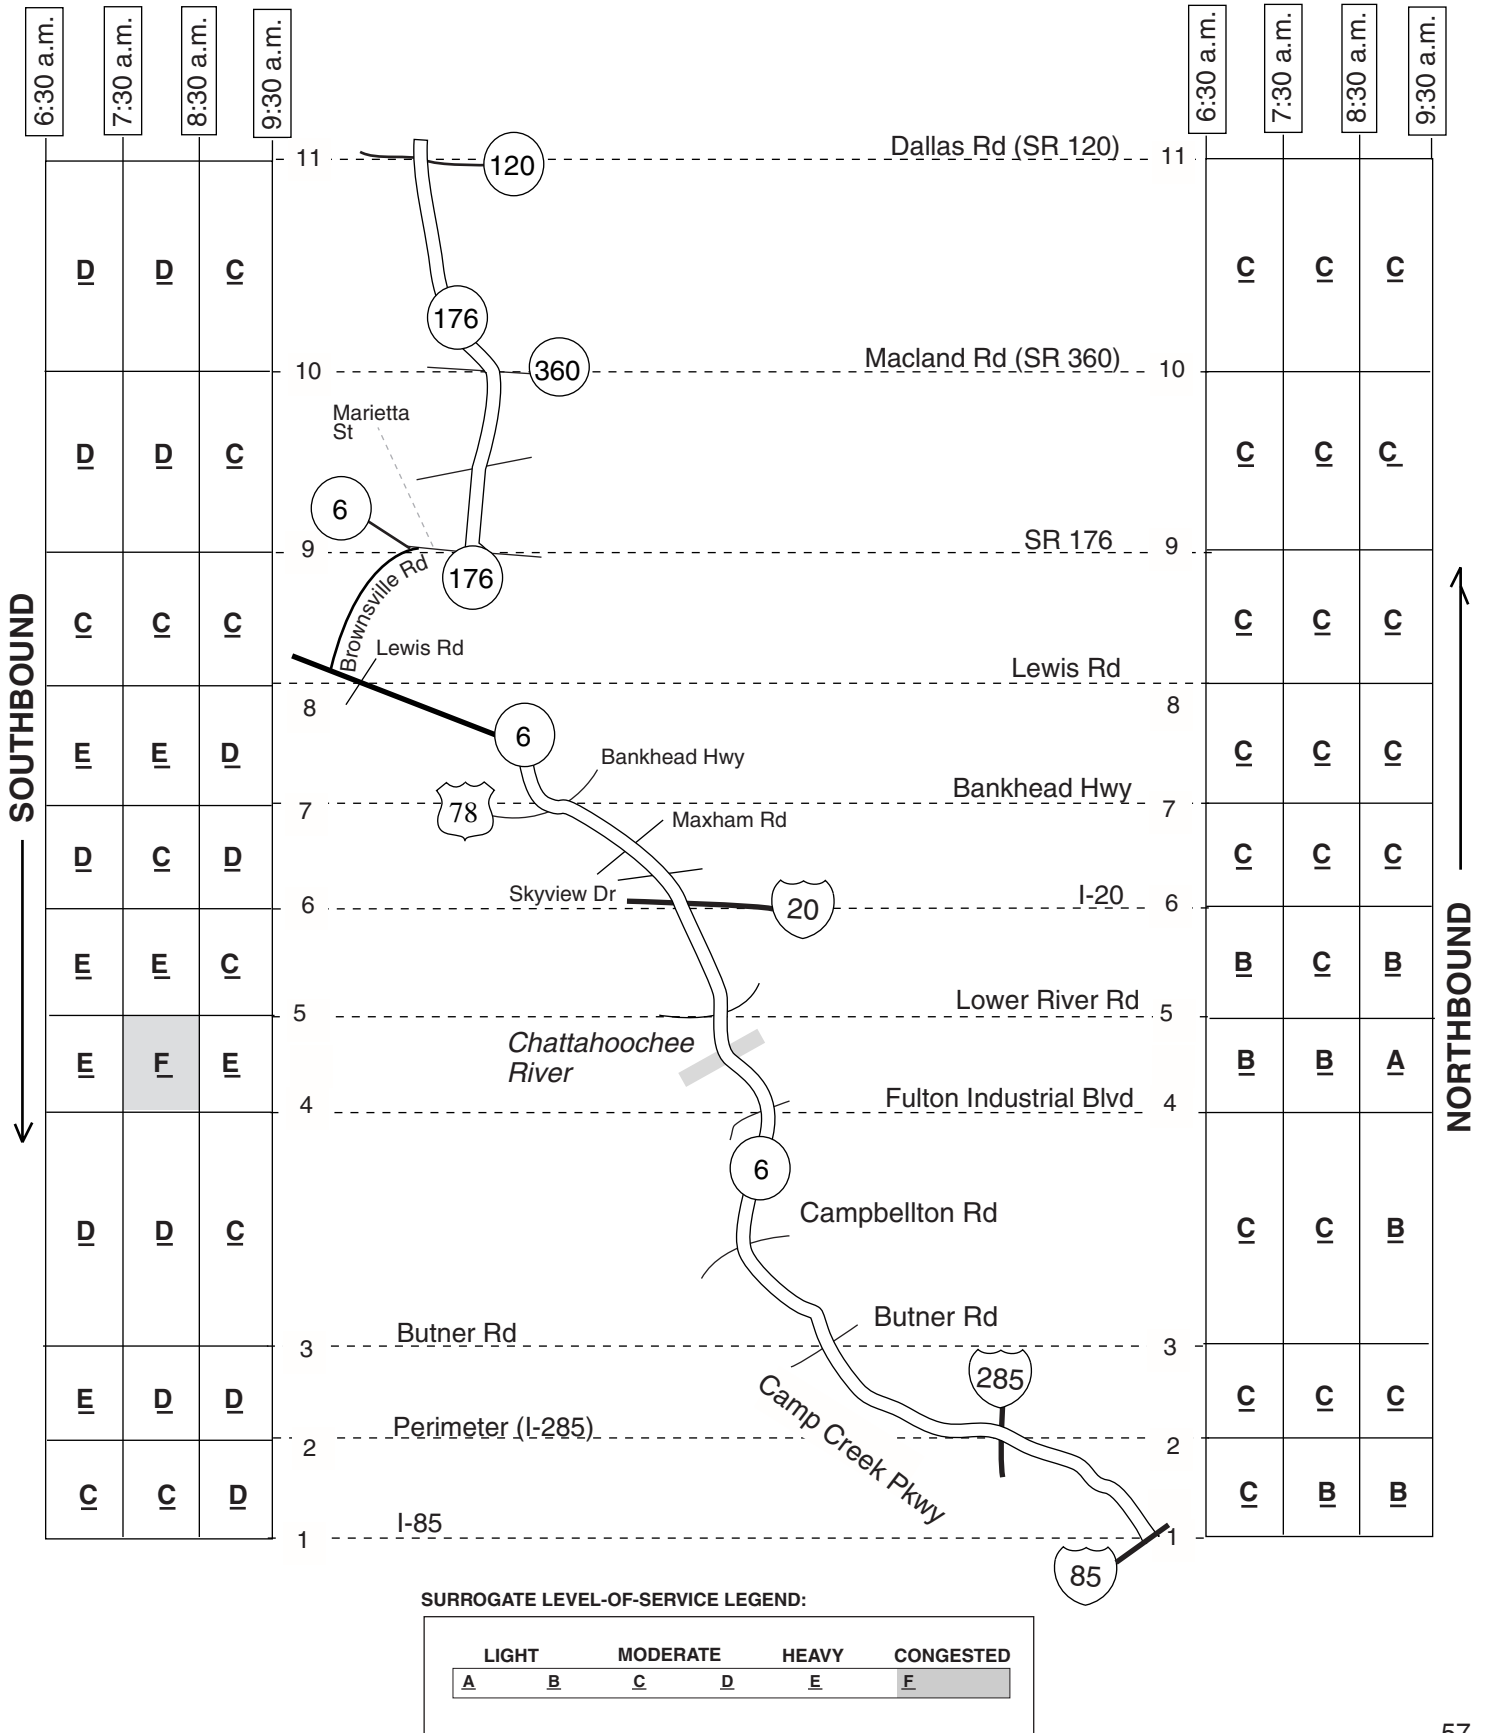 6:30 a.m. 7:30 a.m. 8:30 a.m. 9:30 a.m. 6:30 a.m. 7:30 a.m. 8:30 a.m. 9:30 a.m.
11 120 Dallas Rd (SR 120) 11
D D C C C C
176
10 360 Macland Rd (SR 360) 10
Marietta
St
D D C C C C
6
9 SR 176 9
176
Brownsville Rd
C C C C C C
Lewis Rd Lewis Rd
8 8
6
E E D C C C
Bankhead Hwy
7 78 Bankhead Hwy 7
Maxham Rd
D C D C C C
Skyview Dr
6 20 I-20 6
E E C B C B
5 Lower River Rd 5
Chattahoochee
River
E F E B B A
4 Fulton Industrial Blvd 4
6
Campbellton Rd
D D C C C B
Butner Rd
3 Butner Rd 3
285
E D D C C C
Camp Creek Pkwy
2 Perimeter (I-285) 2
C C D C B B
1 I-85 1
85
SOUTHBOUND
NORTHBOUND
SURROGATE LEVEL-OF-SERVICE LEGEND:
LIGHT MODERATE HEAVY CONGESTED
A B C D E F